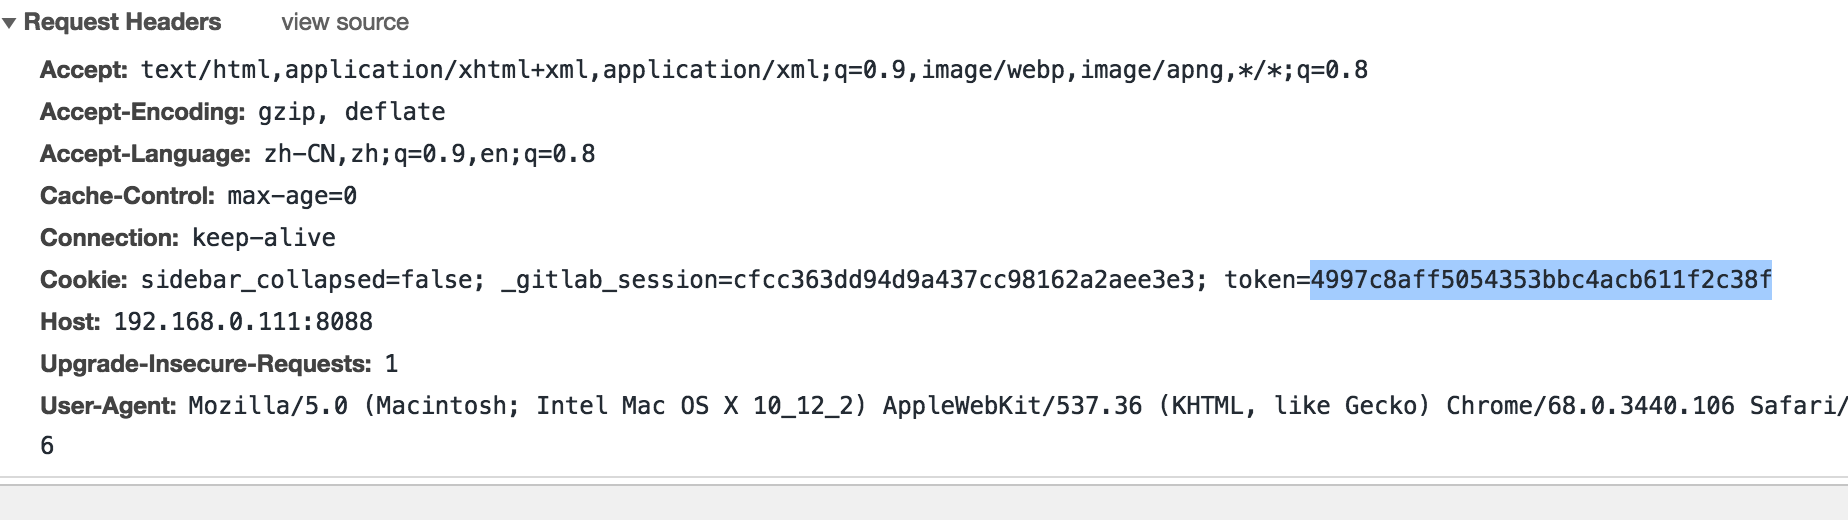 Request Headers view source
Accept: text/html,application/xhtml+xml,application/xml;q=0.9,image/webp,image/apng,*/*;q=0.8
Accept-Encoding: gzip, deflate
Accept-Language: zh-CN,zh;q=0.9,en;q=0.8
Cache-Control: max-age=0
Connection: keep-alive
Cookie: sidebar_collapsed=false; _gitlab_session=cfcc363dd94d9a437cc98162a2aee3e3; token=4997c8aff5054353bbc4acb611f2c38f
Host: 192.168.0.111:8088
Upgrade-Insecure-Requests: 1
User-Agent: Mozilla/5.0 (Macintosh; Intel Mac OS X 10_12_2) AppleWebKit/537.36 (KHTML, like Gecko) Chrome/68.0.3440.106 Safari/
6